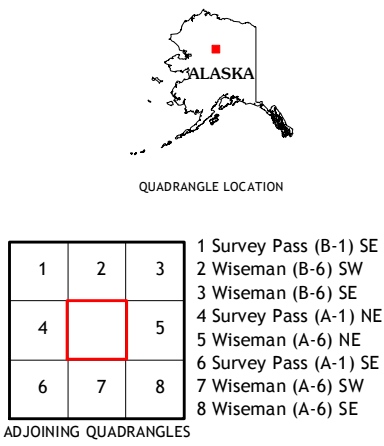 ALASKA
QUADRANGLE LOCATION
1 2 3
4 5
6 7 8
1 Survey Pass (B-1) SE
2 Wiseman (B-6) SW
3 Wiseman (B-6) SE
4 Survey Pass (A-1) NE
5 Wiseman (A-6) NE
6 Survey Pass (A-1) SE
7 Wiseman (A-6) SW
8 Wiseman (A-6) SE
ADJOINING QUADRANGLES